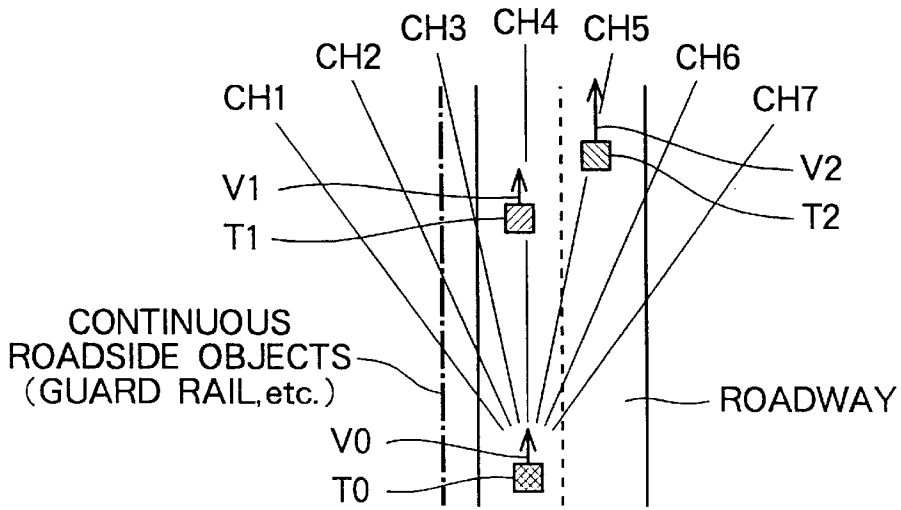 CH4
CH3
CH5
CH2
CH6
CH1
CH7
V1
V2
T1
T2
CONTINUOUS
ROADSIDE OBJECTS
(GUARD RAIL,etc.)
ROADWAY
V0
T0